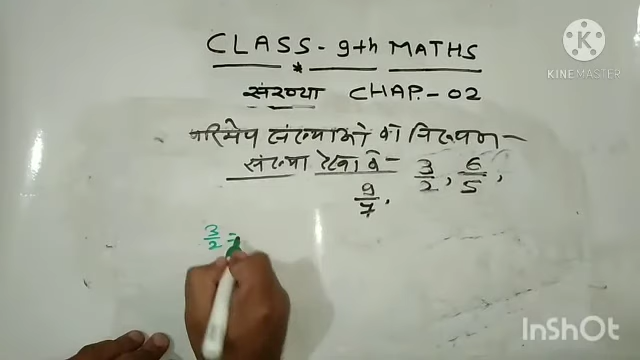 CLASS - 9th MATHS
*
संख्या CHAP. - 02
परिमेय संख्याओं का निरूपण -
संख्या रेखा पे - 3/2, 6/5,
9/7,
3/2 =
K
KINEMASTER
InShOt